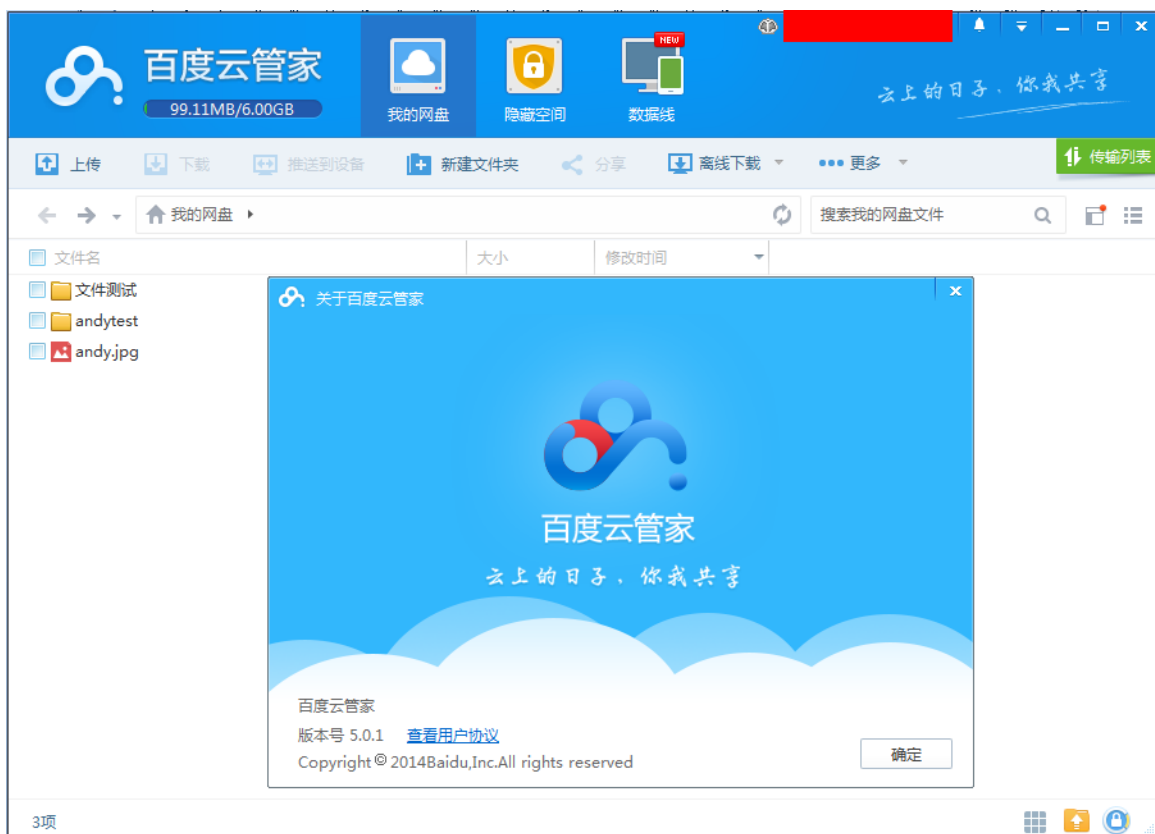 百度云管家
99.11MB/6.00GB
我的网盘
隐藏空间
NEW
数据线
云上的日子，你我共享
上传
下载
推送到设备
新建文件夹
分享
离线下载
更多
传输列表
我的网盘
搜索我的网盘文件
文件名
大小
修改时间
文件测试
andytest
andy.jpg
关于百度云管家
百度云管家
云上的日子，你我共享
百度云管家
版本号 5.0.1 查看用户协议
Copyright © 2014Baidu,Inc.All rights reserved
确定
3项